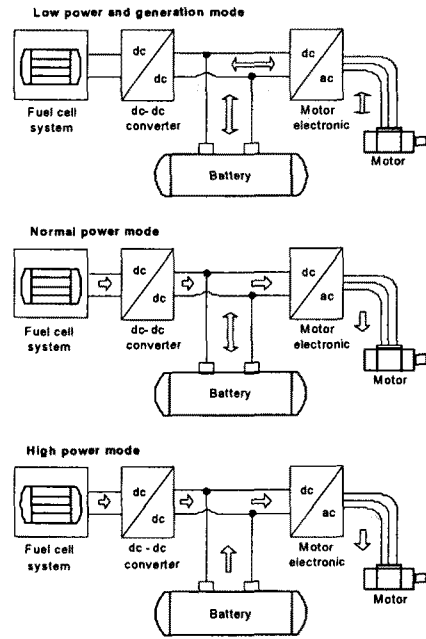 Low power and generation mode
dc
dc
dc
ac
Fuel cell
system
dc-dc
converter
Motor
electronic
Motor
Battery
Normal power mode
dc
dc
dc
ac
Fuel cell
system
dc-dc
converter
Motor
electronic
Motor
Battery
High power mode
dc
dc
dc
ac
Fuel cell
system
dc-dc
converter
Motor
electronic
Motor
Battery